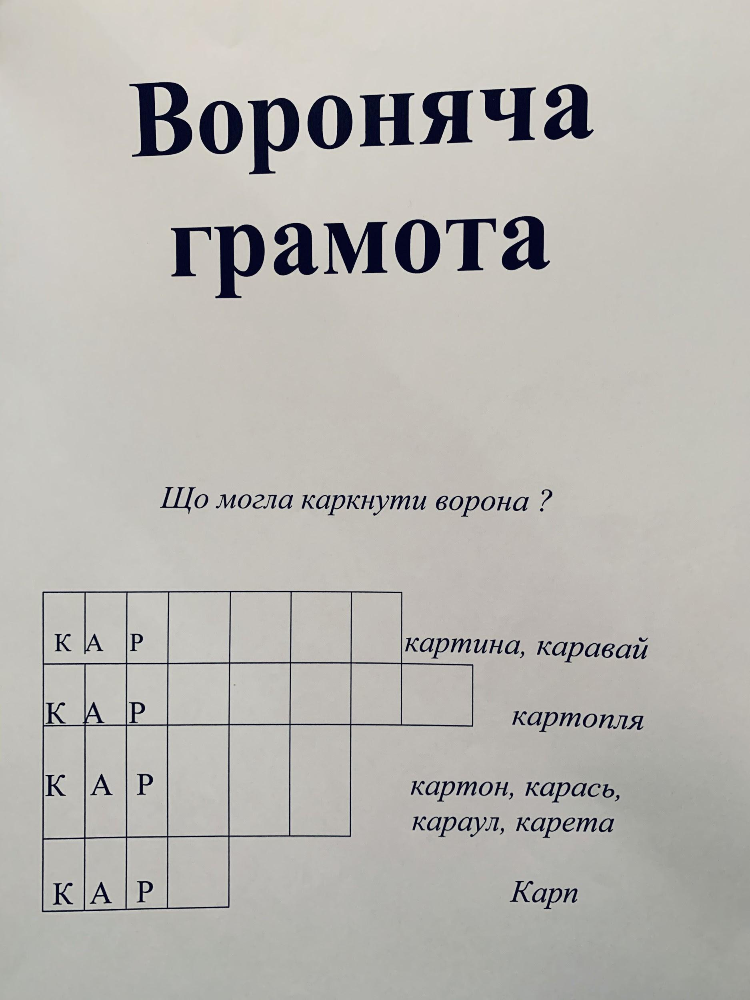 Вороняча
грамота
Що могла каркнути ворона ?
К А Р картина, каравай
К А Р картопля
К А Р картон, карась,
караул, карета
К А Р Карп